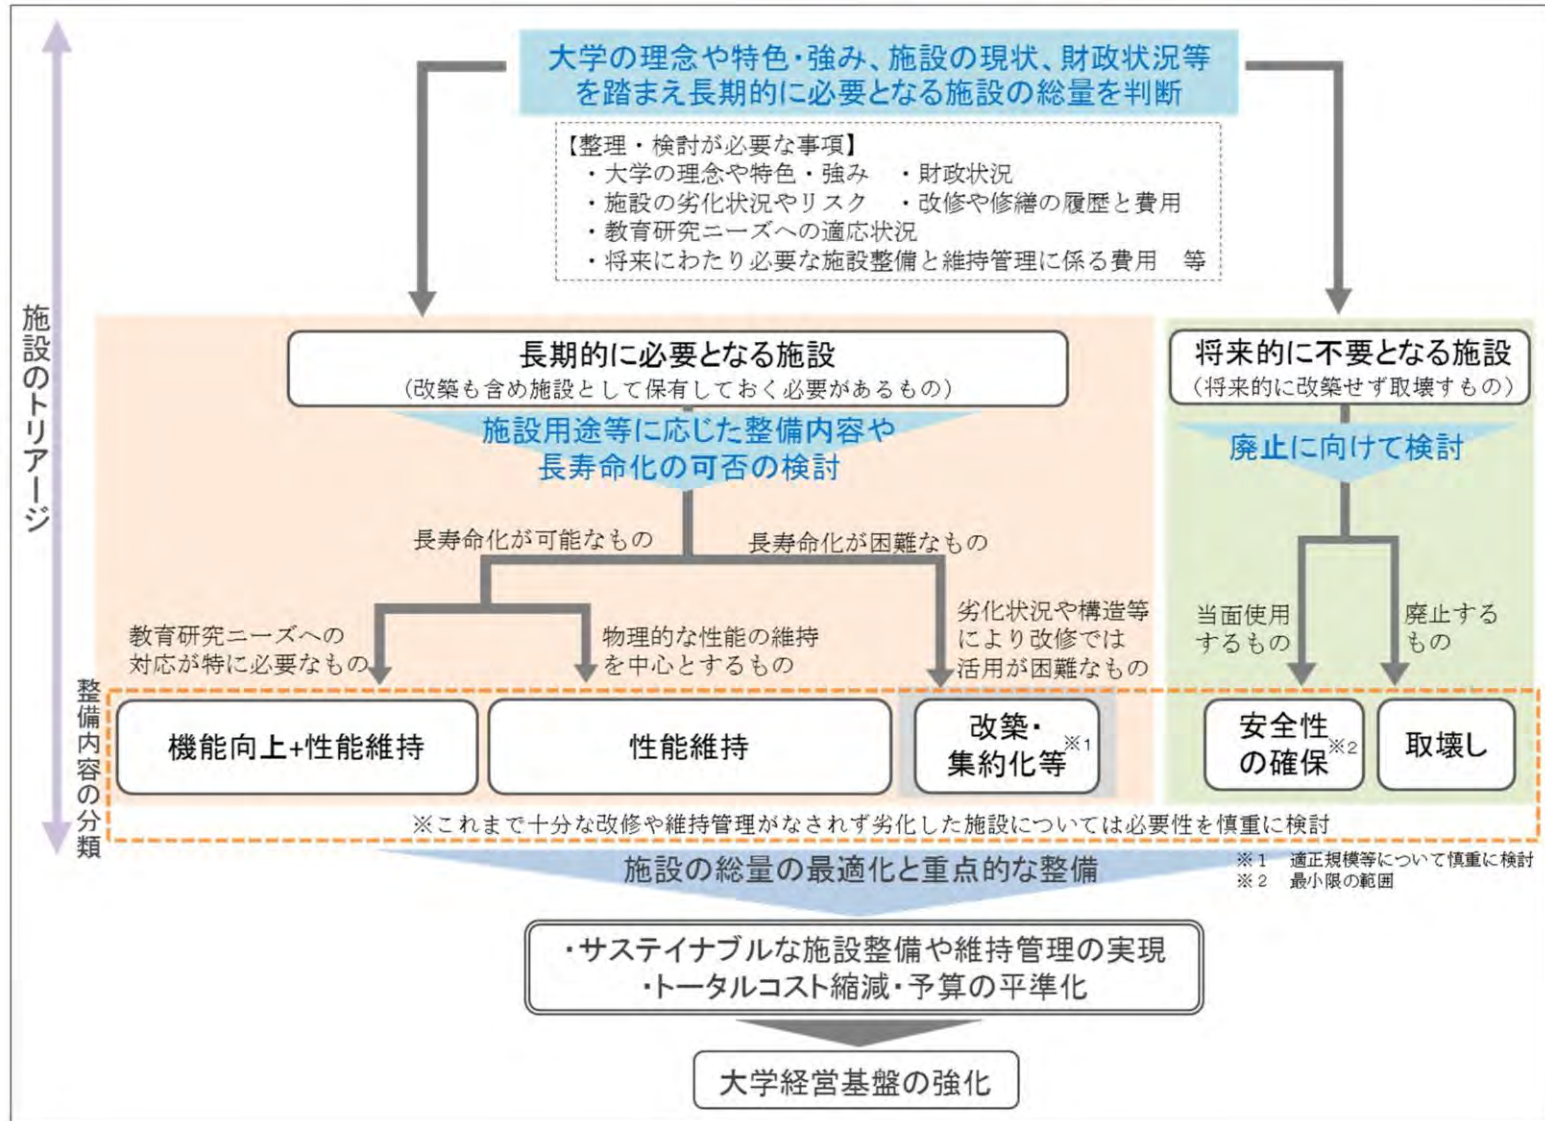 大学の理念や特色・強み、施設の現状、財政状況等
を踏まえ長期的に必要となる施設の総量を判断
【整理・検討が必要な事項】
・大学の理念や特色・強み　・財政状況
・施設の劣化状況やリスク　・改修や修繕の履歴と費用
・教育研究ニーズへの適応状況
・将来にわたり必要な施設整備と維持管理に係る費用　等
施設のトリアージ
長期的に必要となる施設
（改築も含め施設として保有しておく必要があるもの）
施設用途等に応じた整備内容や
長寿命化の可否の検討
将来的に不要となる施設
（将来的に改築せず取壊すもの）
廃止に向けて検討
長寿命化が可能なもの
長寿命化が困難なもの
教育研究ニーズへの
対応が特に必要なもの
物理的な性能の維持
を中心とするもの
劣化状況や構造等
により改修では
活用が困難なもの
当面使用
するもの
廃止する
もの
整備内容の分類
機能向上+性能維持
性能維持
改築・
集約化等※1
安全性
の確保※2
取壊し
※これまで十分な改修や維持管理がなされず劣化した施設については必要性を慎重に検討
施設の総量の最適化と重点的な整備
※１　適正規模等について慎重に検討
※２　最小限の範囲
・サステイナブルな施設整備や維持管理の実現
・トータルコスト縮減・予算の平準化
大学経営基盤の強化